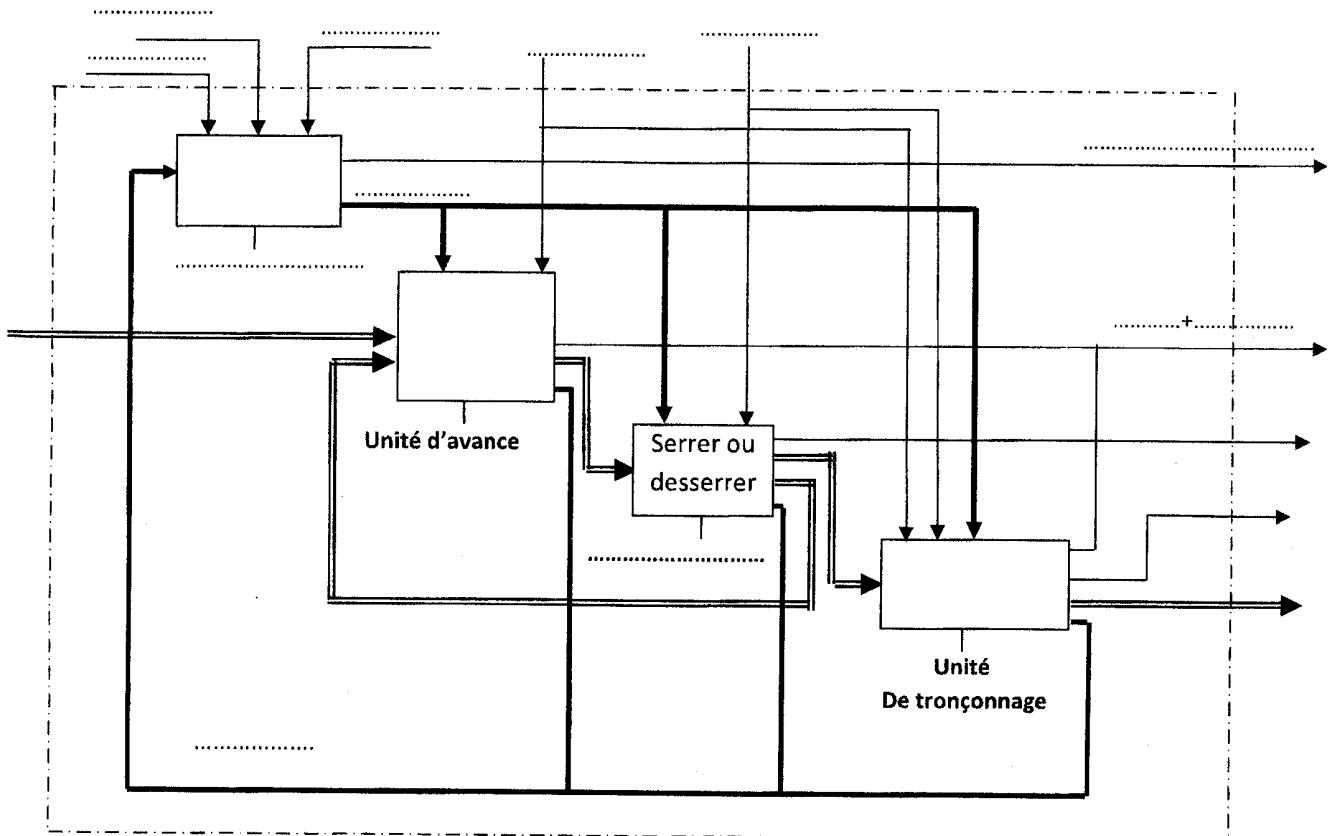 +
Unité d'avance
Serrer ou
desserrer
Unité
De tronçonnage